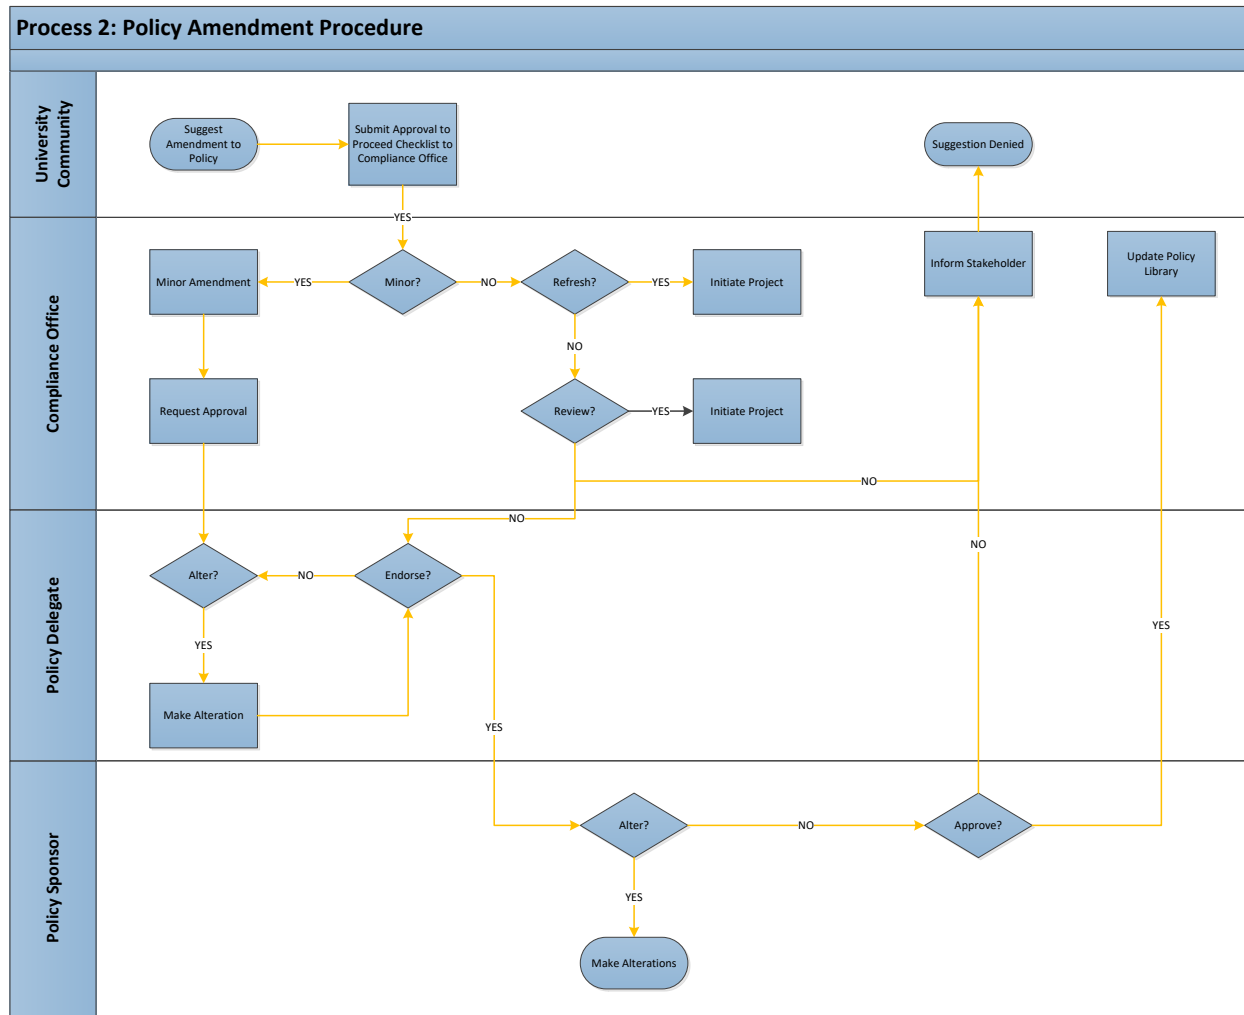 Process 2: Policy Amendment Procedure
University
Community
Suggest
Amendment to
Policy
Submit Approval to
Proceed Checklist to
Compliance Office
Suggestion Denied
YES
Compliance Office
Minor Amendment
YES
Minor?
NO
Refresh?
YES
Initiate Project
Inform Stakeholder
Update Policy
Library
NO
Request Approval
Review?
YES
Initiate Project
NO
NO
Policy Delegate
Alter?
NO
Endorse?
NO
YES
YES
Make Alteration
YES
Policy Sponsor
Alter?
NO
Approve?
YES
Make Alterations